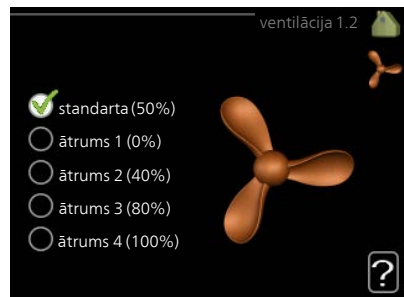 ventilācija 1.2
standarta (50%)
ātrums 1 (0%)
ātrums 2 (40%)
ātrums 3 (80%)
ātrums 4 (100%)
?